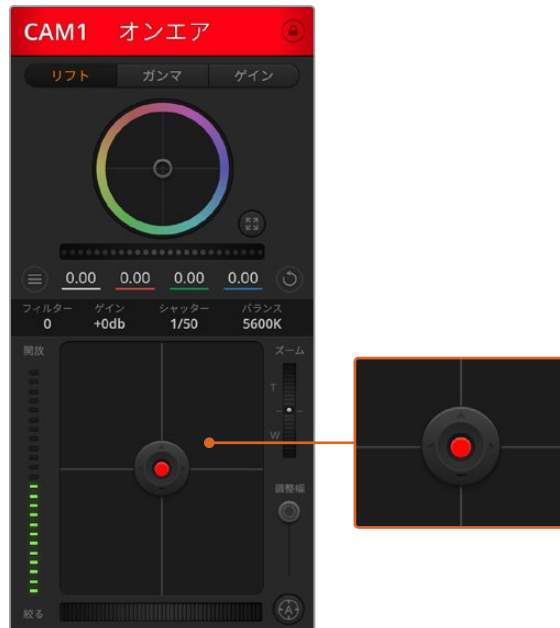 CAM1 オンエア
リフト ガンマ ゲイン
0.00 0.00 0.00 0.00
フィルター ゲイン シャッター バランス
0 +0db 1/50 5600K
開放 ズーム
T
W
調整幅
絞る A